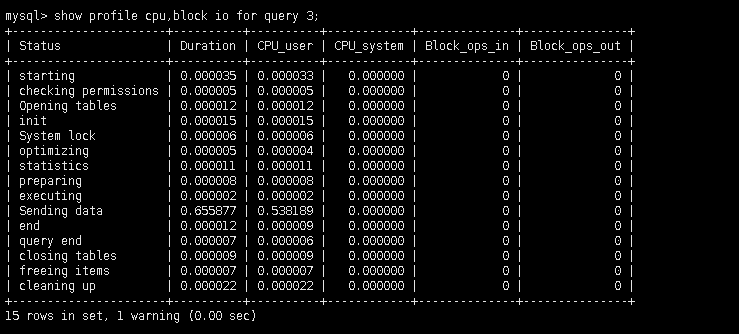 mysql> show profile cpu,block io for query 3;
+----------------------+----------+----------+------------+--------------+---------------+
| Status               | Duration | CPU_user | CPU_system | Block_ops_in | Block_ops_out |
+----------------------+----------+----------+------------+--------------+---------------+
| starting             | 0.000035 | 0.000033 |   0.000000 |            0 |             0 |
| checking permissions | 0.000005 | 0.000005 |   0.000000 |            0 |             0 |
| Opening tables       | 0.000012 | 0.000012 |   0.000000 |            0 |             0 |
| init                 | 0.000015 | 0.000015 |   0.000000 |            0 |             0 |
| System lock          | 0.000006 | 0.000006 |   0.000000 |            0 |             0 |
| optimizing           | 0.000005 | 0.000004 |   0.000000 |            0 |             0 |
| statistics           | 0.000011 | 0.000011 |   0.000000 |            0 |             0 |
| preparing            | 0.000008 | 0.000008 |   0.000000 |            0 |             0 |
| executing            | 0.000002 | 0.000002 |   0.000000 |            0 |             0 |
| Sending data         | 0.655877 | 0.538189 |   0.000000 |            0 |             0 |
| end                  | 0.000012 | 0.000009 |   0.000000 |            0 |             0 |
| query end            | 0.000007 | 0.000006 |   0.000000 |            0 |             0 |
| closing tables       | 0.000009 | 0.000009 |   0.000000 |            0 |             0 |
| freeing items        | 0.000007 | 0.000007 |   0.000000 |            0 |             0 |
| cleaning up          | 0.000022 | 0.000022 |   0.000000 |            0 |             0 |
+----------------------+----------+----------+------------+--------------+---------------+
15 rows in set, 1 warning (0.00 sec)